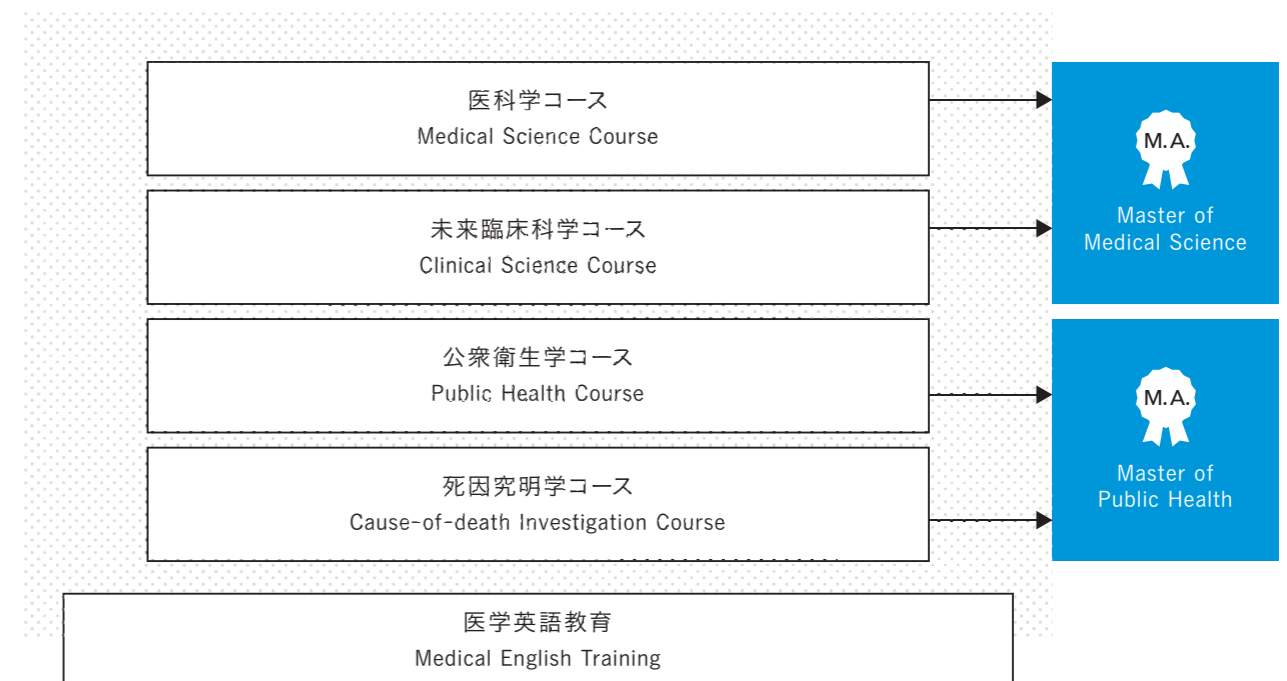 医科学コース
Medical Science Course
M.A.
Master of
Medical Science
未来臨床科学コース
Clinical Science Course
公衆衛生学コース
Public Health Course
M.A.
Master of
Public Health
死因究明学コース
Cause-of-death Investigation Course
医学英語教育
Medical English Training